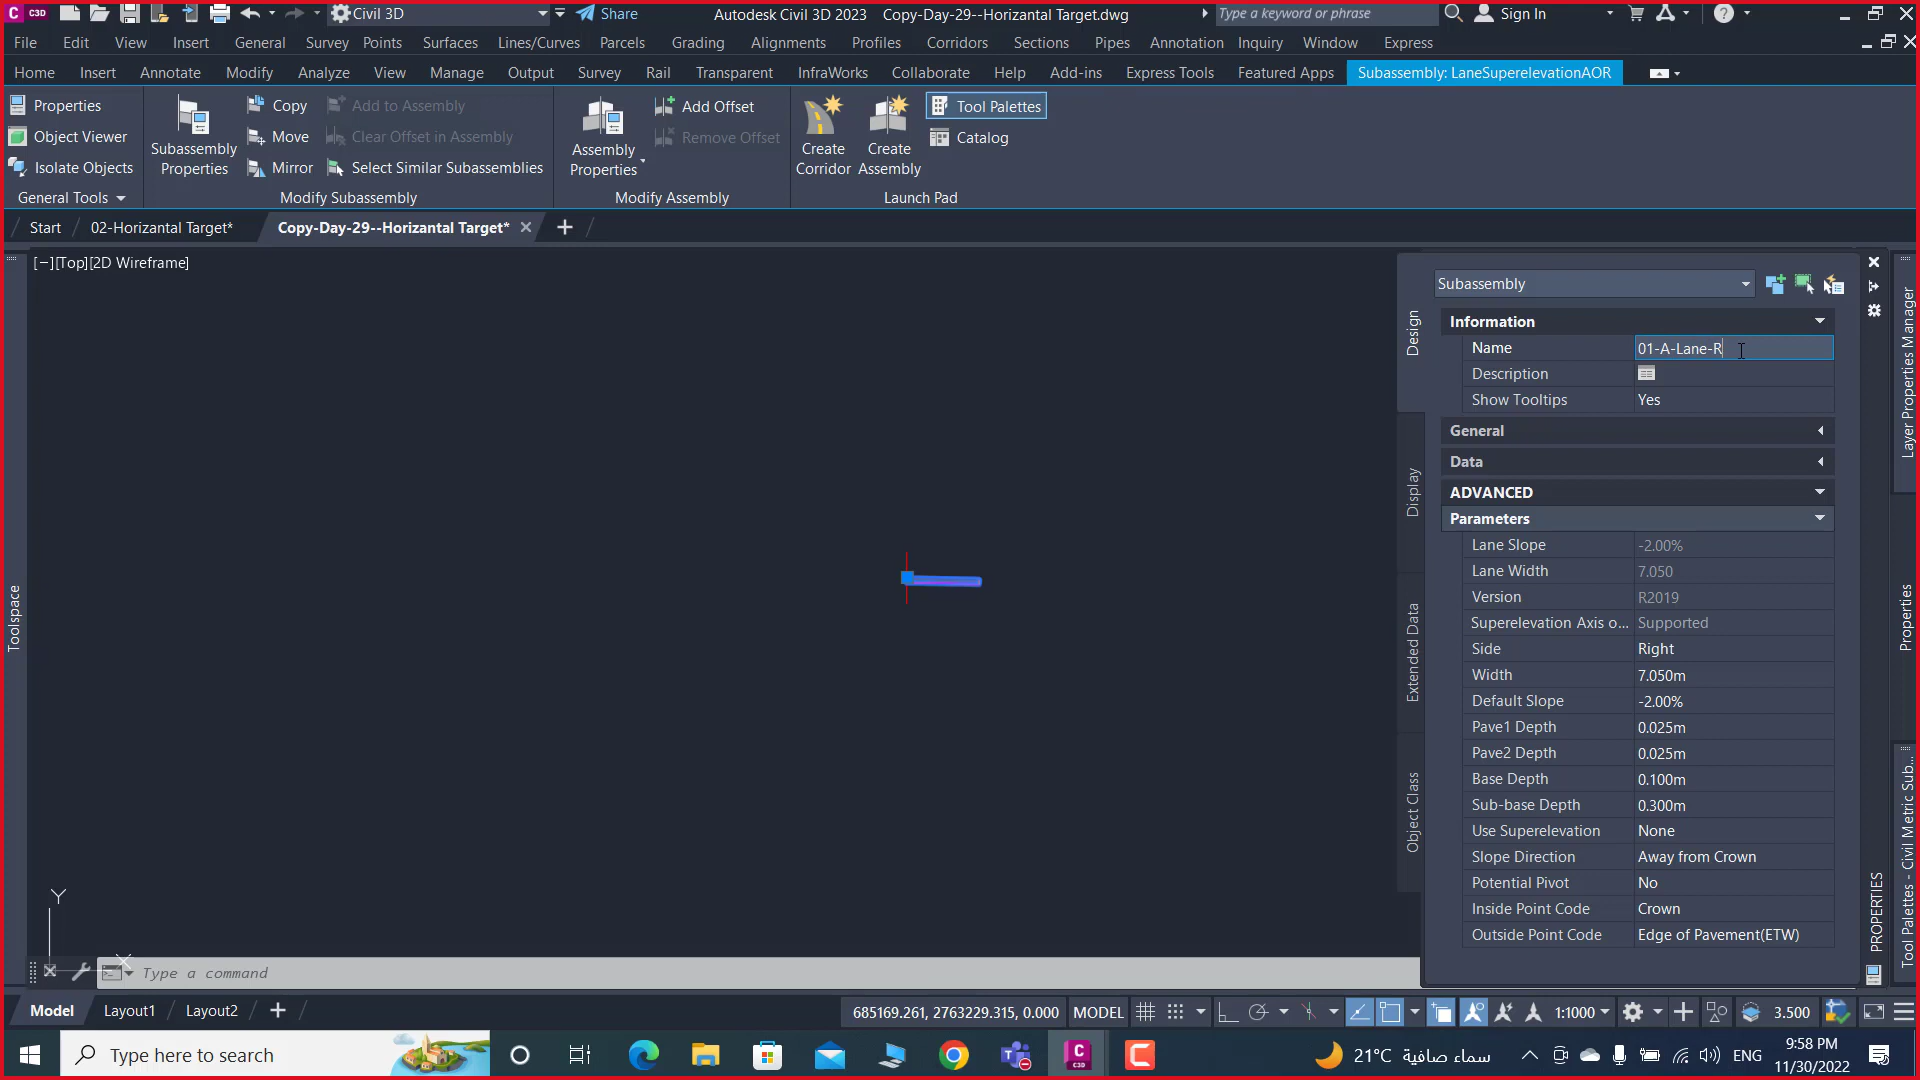 C3D
Civil 3D
Share
Autodesk Civil 3D 2023 Copy-Day-29--Horizantal Target.dwg
Type a keyword or phrase
Sign In
File Edit View Insert General Survey Points Surfaces Lines/Curves Parcels Grading Alignments Profiles Corridors Sections Pipes Annotation Inquiry Window Express
Home Insert Annotate Modify Analyze View Manage Output Survey Rail Transparent InfraWorks Collaborate Help Add-ins Express Tools Featured Apps Subassembly: LaneSuperelevationAOR
Properties
Object Viewer
Isolate Objects
General Tools
Subassembly
Properties
Copy
Move
Mirror
Add to Assembly
Clear Offset in Assembly
Select Similar Subassemblies
Modify Subassembly
Assembly
Properties
Add Offset
Remove Offset
Modify Assembly
Create
Corridor
Create
Assembly
Tool Palettes
Catalog
Launch Pad
Start
02-Horizantal Target*
Copy-Day-29--Horizantal Target*
[−][Top][2D Wireframe]
Toolspace
Y
Design
Display
Extended Data
Object Class
Subassembly
Information
Name 01-A-Lane-R
Description
Show Tooltips Yes
General
Data
ADVANCED
Parameters
Lane Slope -2.00%
Lane Width 7.050
Version R2019
Superelevation Axis o... Supported
Side Right
Width 7.050m
Default Slope -2.00%
Pave1 Depth 0.025m
Pave2 Depth 0.025m
Base Depth 0.100m
Sub-base Depth 0.300m
Use Superelevation None
Slope Direction Away from Crown
Potential Pivot No
Inside Point Code Crown
Outside Point Code Edge of Pavement(ETW)
PROPERTIES
Layer Properties Manager
Properties
Tool Palettes - Civil Metric Sub...
Type a command
Model Layout1 Layout2
685169.261, 2763229.315, 0.000 MODEL
1:1000
3.500
Type here to search
C3D
21°C سماء صافية
ENG
9:58 PM
11/30/2022